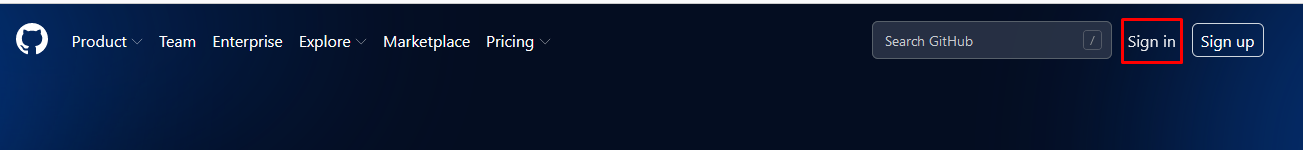 Product Team Enterprise Explore Marketplace Pricing Search GitHub / Sign in Sign up